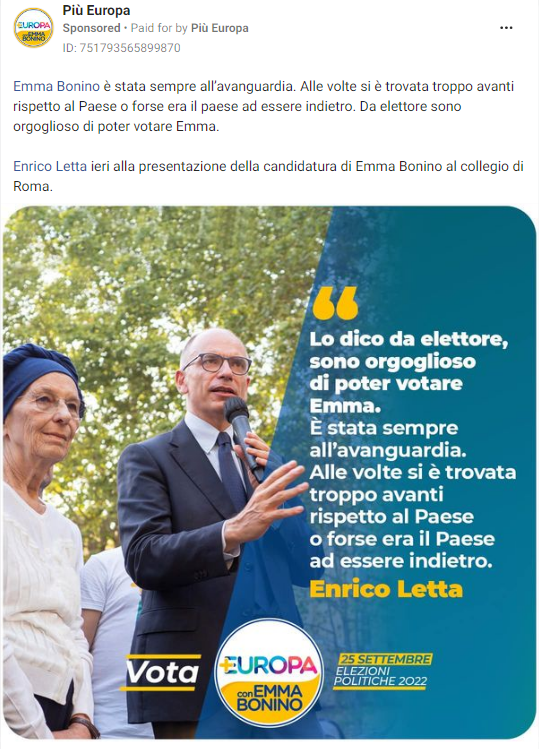 Più Europa
Sponsored • Paid for by Più Europa
ID: 751793565899870
Emma Bonino è stata sempre all'avanguardia. Alle volte si è trovata troppo avanti
rispetto al Paese o forse era il paese ad essere indietro. Da elettore sono
orgoglioso di poter votare Emma.
Enrico Letta ieri alla presentazione della candidatura di Emma Bonino al collegio di
Roma.
“
Lo dico da elettore,
sono orgoglioso
di poter votare
Emma.
È stata sempre
all'avanguardia.
Alle volte si è trovata
troppo avanti
rispetto al Paese
o forse era il Paese
ad essere indietro.
Enrico Letta
Vota
+EUROPA
con EMMA
BONINO
25 SETTEMBRE
ELEZIONI
POLITICHE 2022